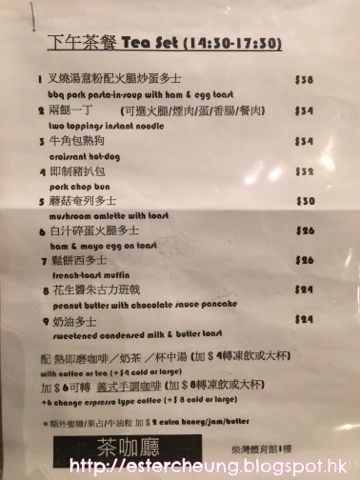 下午茶餐 Tea Set (14:30-17:30)
1 叉燒湯意粉配火腿炒蛋多士 $38
bbq pork pasta-in-soup with ham & egg toast
2 兩餸一丁 (可選火腿/煙肉/蛋/香腸/餐肉) $34
two toppings instant noodle
3 牛角包熱狗 $34
croissant hot-dog
4 即制豬扒包 $32
pork chop bun
5 蘑菇奄列多士 $30
mushroom omlette with toast
6 白汁碎蛋火腿多士 $26
ham & mayo egg on toast
7 鬆餅西多士 $26
french-toast muffin
8 花生醬朱古力班戟 $24
peanut butter with chocolate sauce pancake
9 奶油多士 $24
sweetened condensed milk & butter toast
配 熱即磨咖啡／奶茶 ／杯中湯 (加 $4轉凍飲或大杯)
with coffee or tea (+$4 cold or large)
加 $6可轉 義式手調咖啡 (加 $8轉凍飲或大杯)
+6 change espresso type coffee (+$ 8 cold or large)
*額外蜜糖/果占/牛油粒 加 $ 2 extra honey/jam/butter
茶咖廳 柴灣體育館1樓
http://estercheung.blogspot.hk